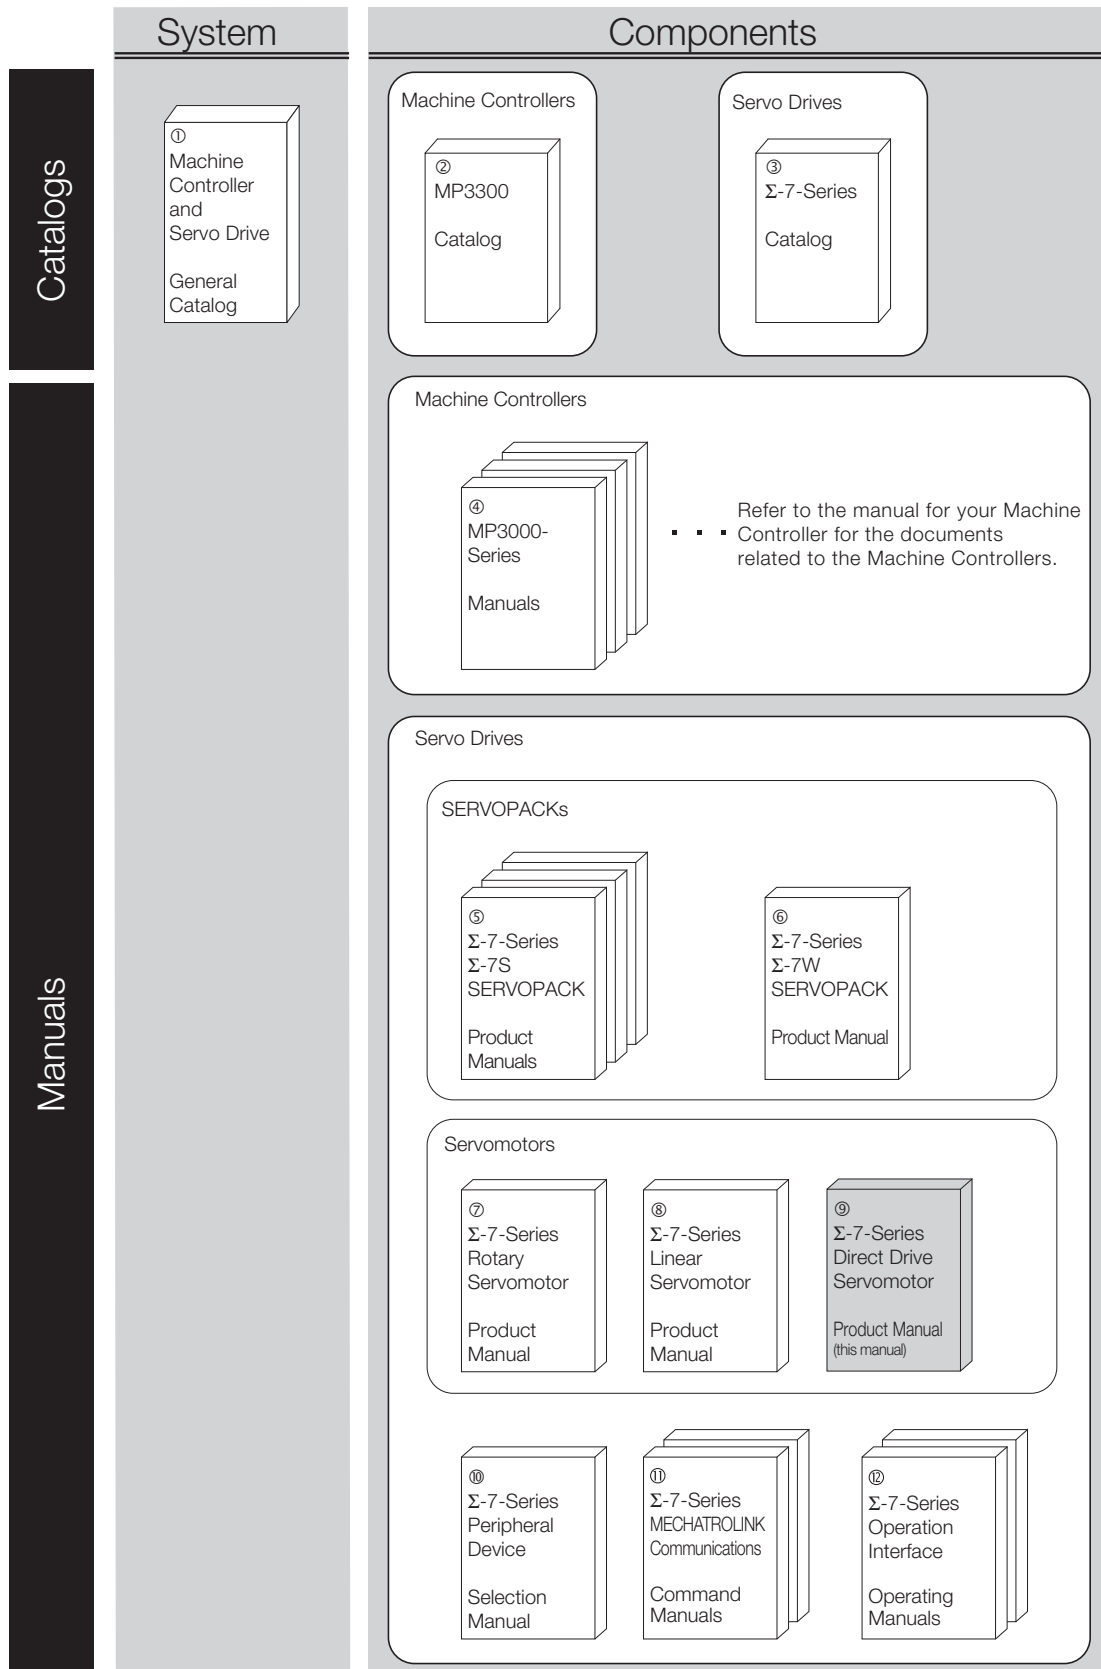 System
Components
Catalogs
①
Machine
Controller
and
Servo Drive
General
Catalog
Machine Controllers
②
MP3300
Catalog
Servo Drives
③
Σ-7-Series
Catalog
Manuals
Machine Controllers
④
MP3000-
Series
Manuals
Refer to the manual for your Machine
Controller for the documents
related to the Machine Controllers.
Servo Drives
SERVOPACKs
⑤
Σ-7-Series
Σ-7S
SERVOPACK
Product
Manuals
⑥
Σ-7-Series
Σ-7W
SERVOPACK
Product Manual
Servomotors
⑦
Σ-7-Series
Rotary
Servomotor
Product
Manual
⑧
Σ-7-Series
Linear
Servomotor
Product
Manual
⑨
Σ-7-Series
Direct Drive
Servomotor
Product Manual
(this manual)
⑩
Σ-7-Series
Peripheral
Device
Selection
Manual
⑪
Σ-7-Series
MECHATROLINK
Communications
Command
Manuals
⑫
Σ-7-Series
Operation
Interface
Operating
Manuals